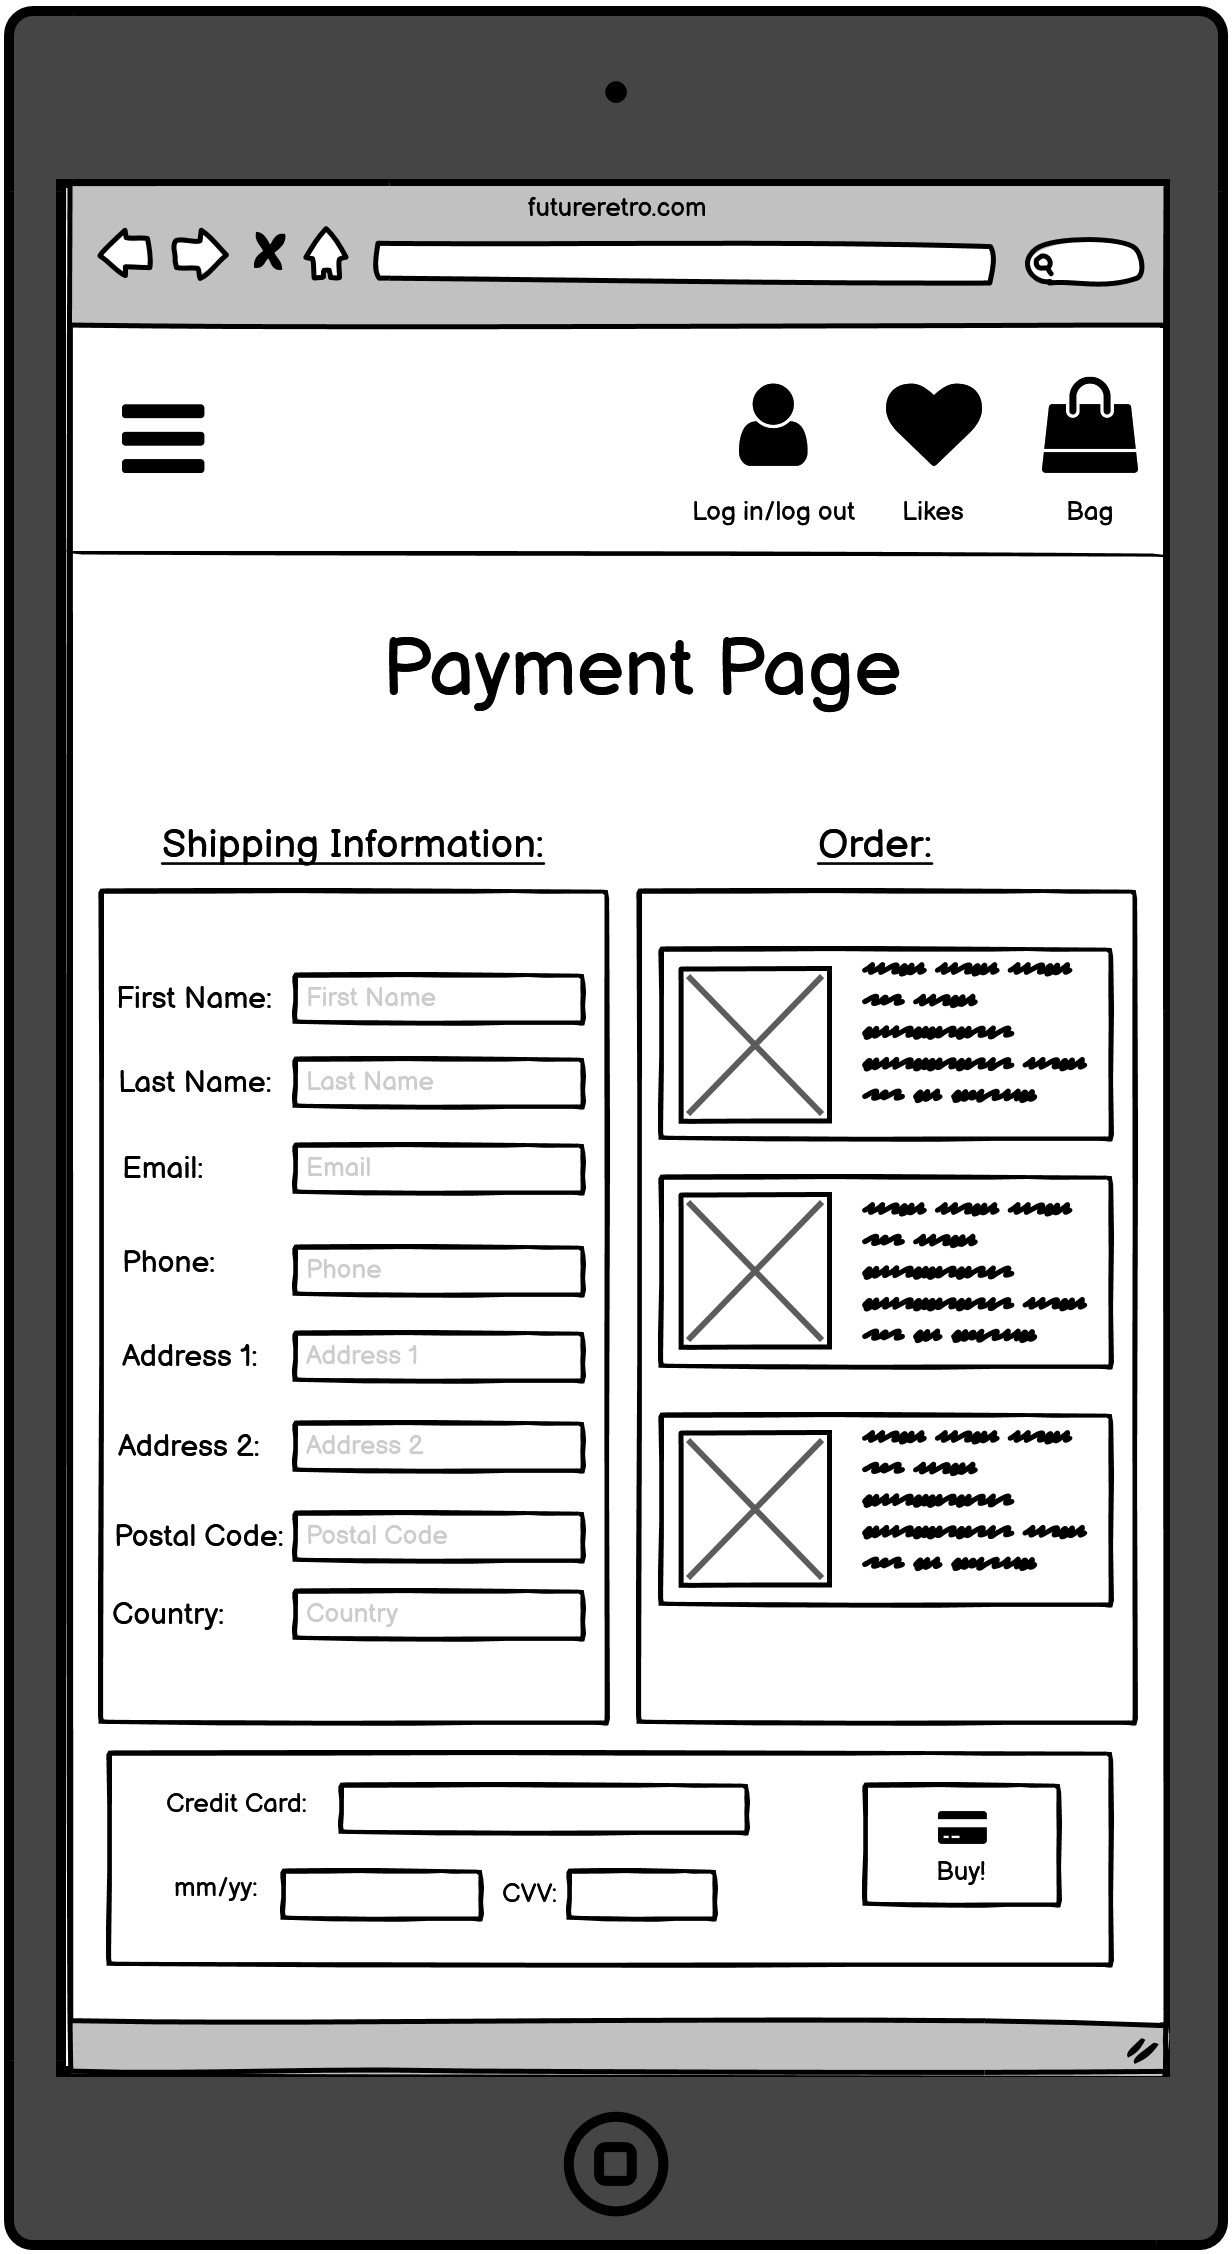 futureretro.com
Log in/log out Likes Bag
Payment Page
Shipping Information:
First Name: First Name
Last Name: Last Name
Email: Email
Phone: Phone
Address 1: Address 1
Address 2: Address 2
Postal Code: Postal Code
Country: Country
Order:
Credit Card:
mm/yy: CVV:
Buy!